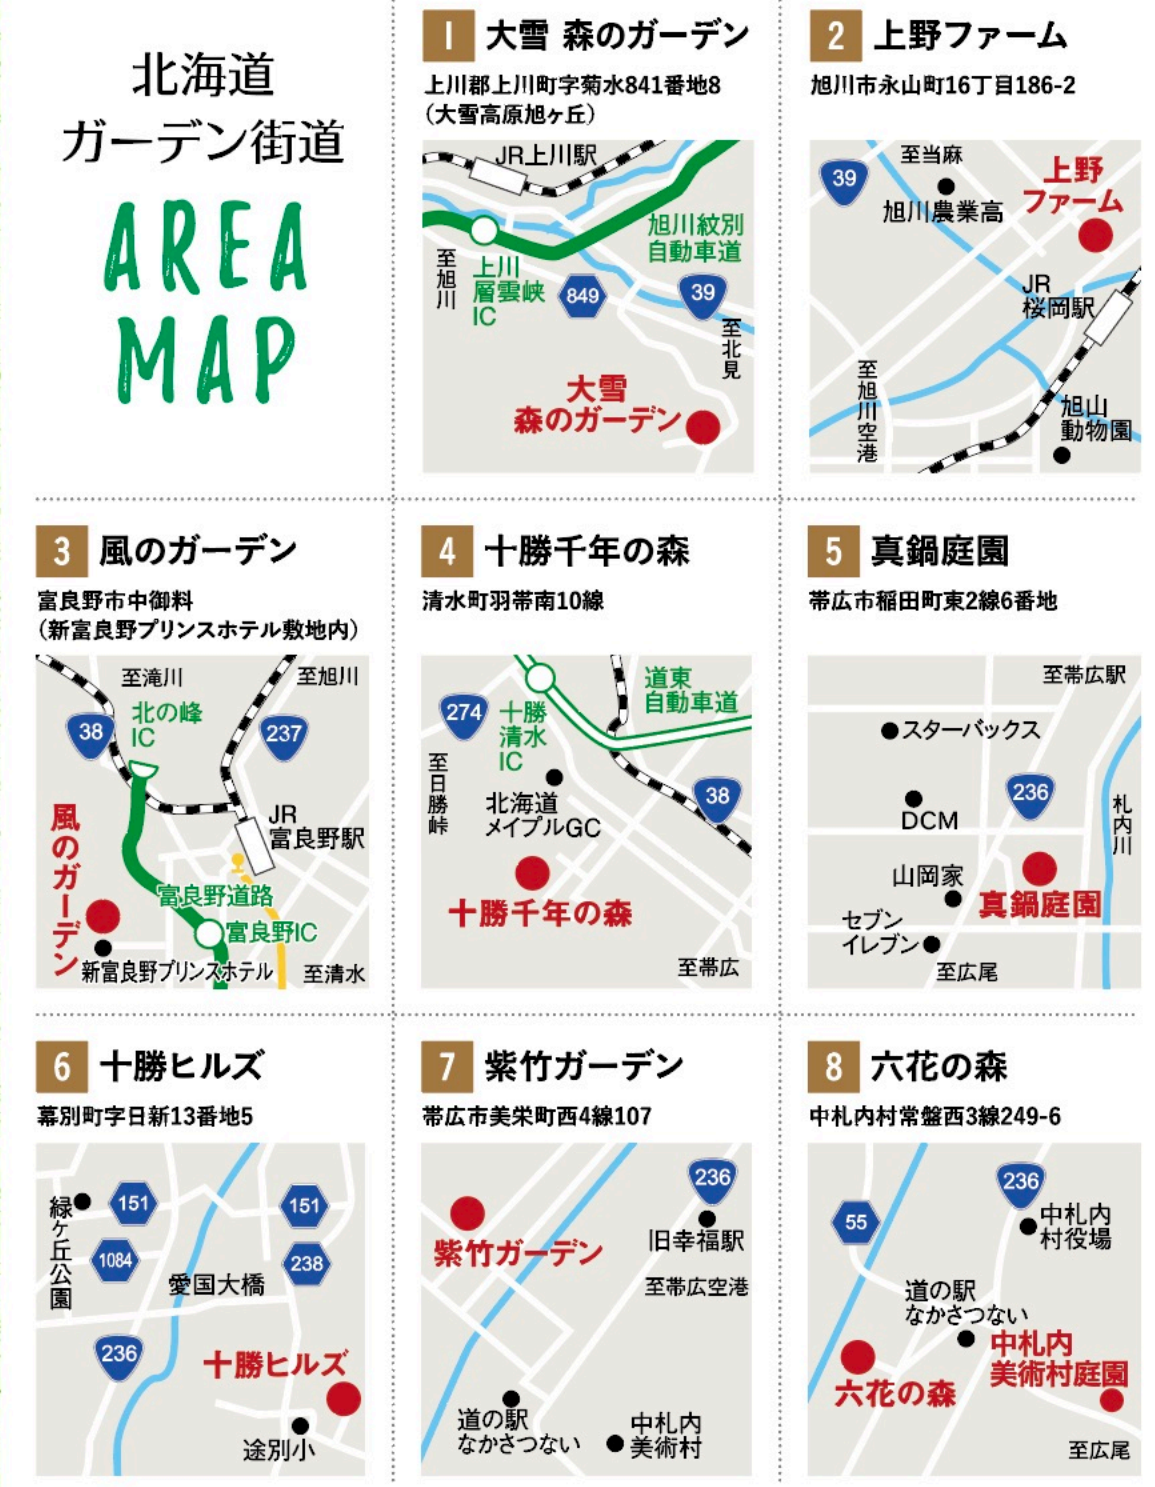 北海道
ガーデン街道
AREA
MAP
1 大雪 森のガーデン
上川郡上川町字菊水841番地8
（大雪高原旭ヶ丘）
JR上川駅
旭川紋別
自動車道
至旭川
上川
層雲峡
IC
849
39
至北見
大雪
森のガーデン
2 上野ファーム
旭川市永山町16丁目186-2
39
至当麻
旭川農業高
上野
ファーム
JR
桜岡駅
至旭川空港
旭山
動物園
3 風のガーデン
富良野市中御料
（新富良野プリンスホテル敷地内）
至滝川
至旭川
38
北の峰
IC
237
風のガーデン
JR
富良野駅
富良野道路
富良野IC
新富良野プリンスホテル
至清水
4 十勝千年の森
清水町羽帯南10線
274
十勝
清水
IC
道東
自動車道
至日勝峠
38
北海道
メイプルGC
十勝千年の森
至帯広
5 真鍋庭園
帯広市稲田町東2線6番地
至帯広駅
スターバックス
236
DCM
札内川
山岡家
真鍋庭園
セブン
イレブン
至広尾
6 十勝ヒルズ
幕別町字日新13番地5
緑ヶ丘公園
151
151
1084
238
愛国大橋
236
十勝ヒルズ
途別小
7 紫竹ガーデン
帯広市美栄町西4線107
236
紫竹ガーデン
旧幸福駅
至帯広空港
道の駅
なかさつない
中札内
美術村
8 六花の森
中札内村常盤西3線249-6
236
55
中札内
村役場
道の駅
なかさつない
中札内
美術村庭園
六花の森
至広尾